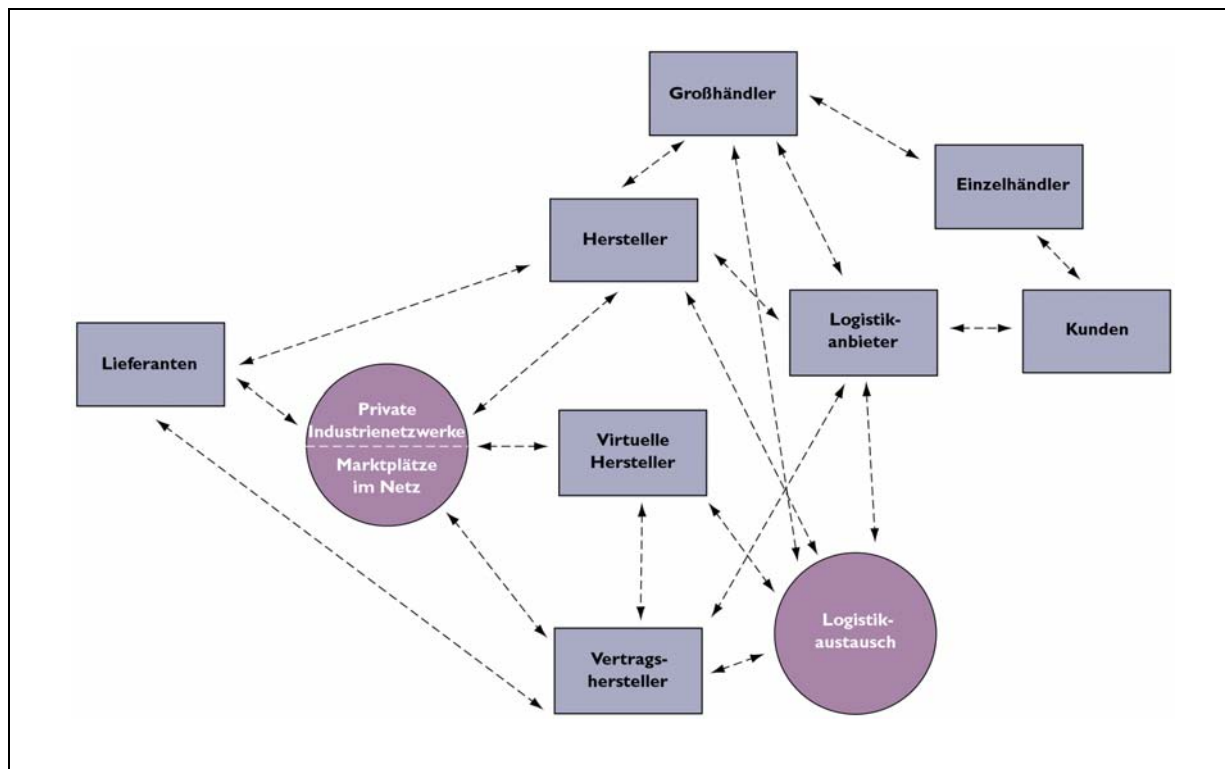 Großhändler
Einzelhändler
Hersteller
Logistik-
anbieter
Kunden
Lieferanten
Private
Industrienetzwerke
Marktplätze
im Netz
Virtuelle
Hersteller
Logistik-
austausch
Vertrags-
hersteller